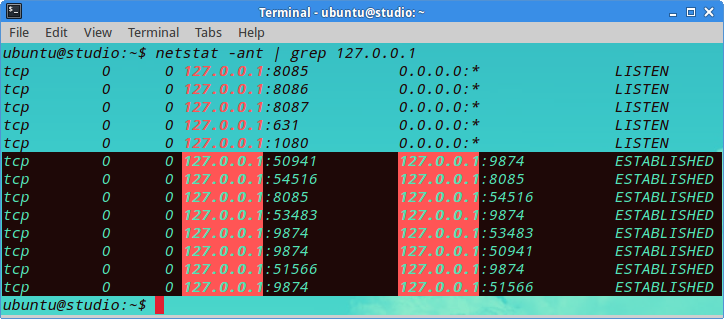 Terminal - ubuntu@studio: ~
File Edit View Terminal Tabs Help
ubuntu@studio:~$ netstat -ant | grep 127.0.0.1
tcp 0 0 127.0.0.1:8085 0.0.0.0:* LISTEN
tcp 0 0 127.0.0.1:8086 0.0.0.0:* LISTEN
tcp 0 0 127.0.0.1:8087 0.0.0.0:* LISTEN
tcp 0 0 127.0.0.1:631 0.0.0.0:* LISTEN
tcp 0 0 127.0.0.1:1080 0.0.0.0:* LISTEN
tcp 0 0 127.0.0.1:50941 127.0.0.1:9874 ESTABLISHED
tcp 0 0 127.0.0.1:54516 127.0.0.1:8085 ESTABLISHED
tcp 0 0 127.0.0.1:8085 127.0.0.1:54516 ESTABLISHED
tcp 0 0 127.0.0.1:53483 127.0.0.1:9874 ESTABLISHED
tcp 0 0 127.0.0.1:9874 127.0.0.1:53483 ESTABLISHED
tcp 0 0 127.0.0.1:9874 127.0.0.1:50941 ESTABLISHED
tcp 0 0 127.0.0.1:51566 127.0.0.1:9874 ESTABLISHED
tcp 0 0 127.0.0.1:9874 127.0.0.1:51566 ESTABLISHED
ubuntu@studio:~$